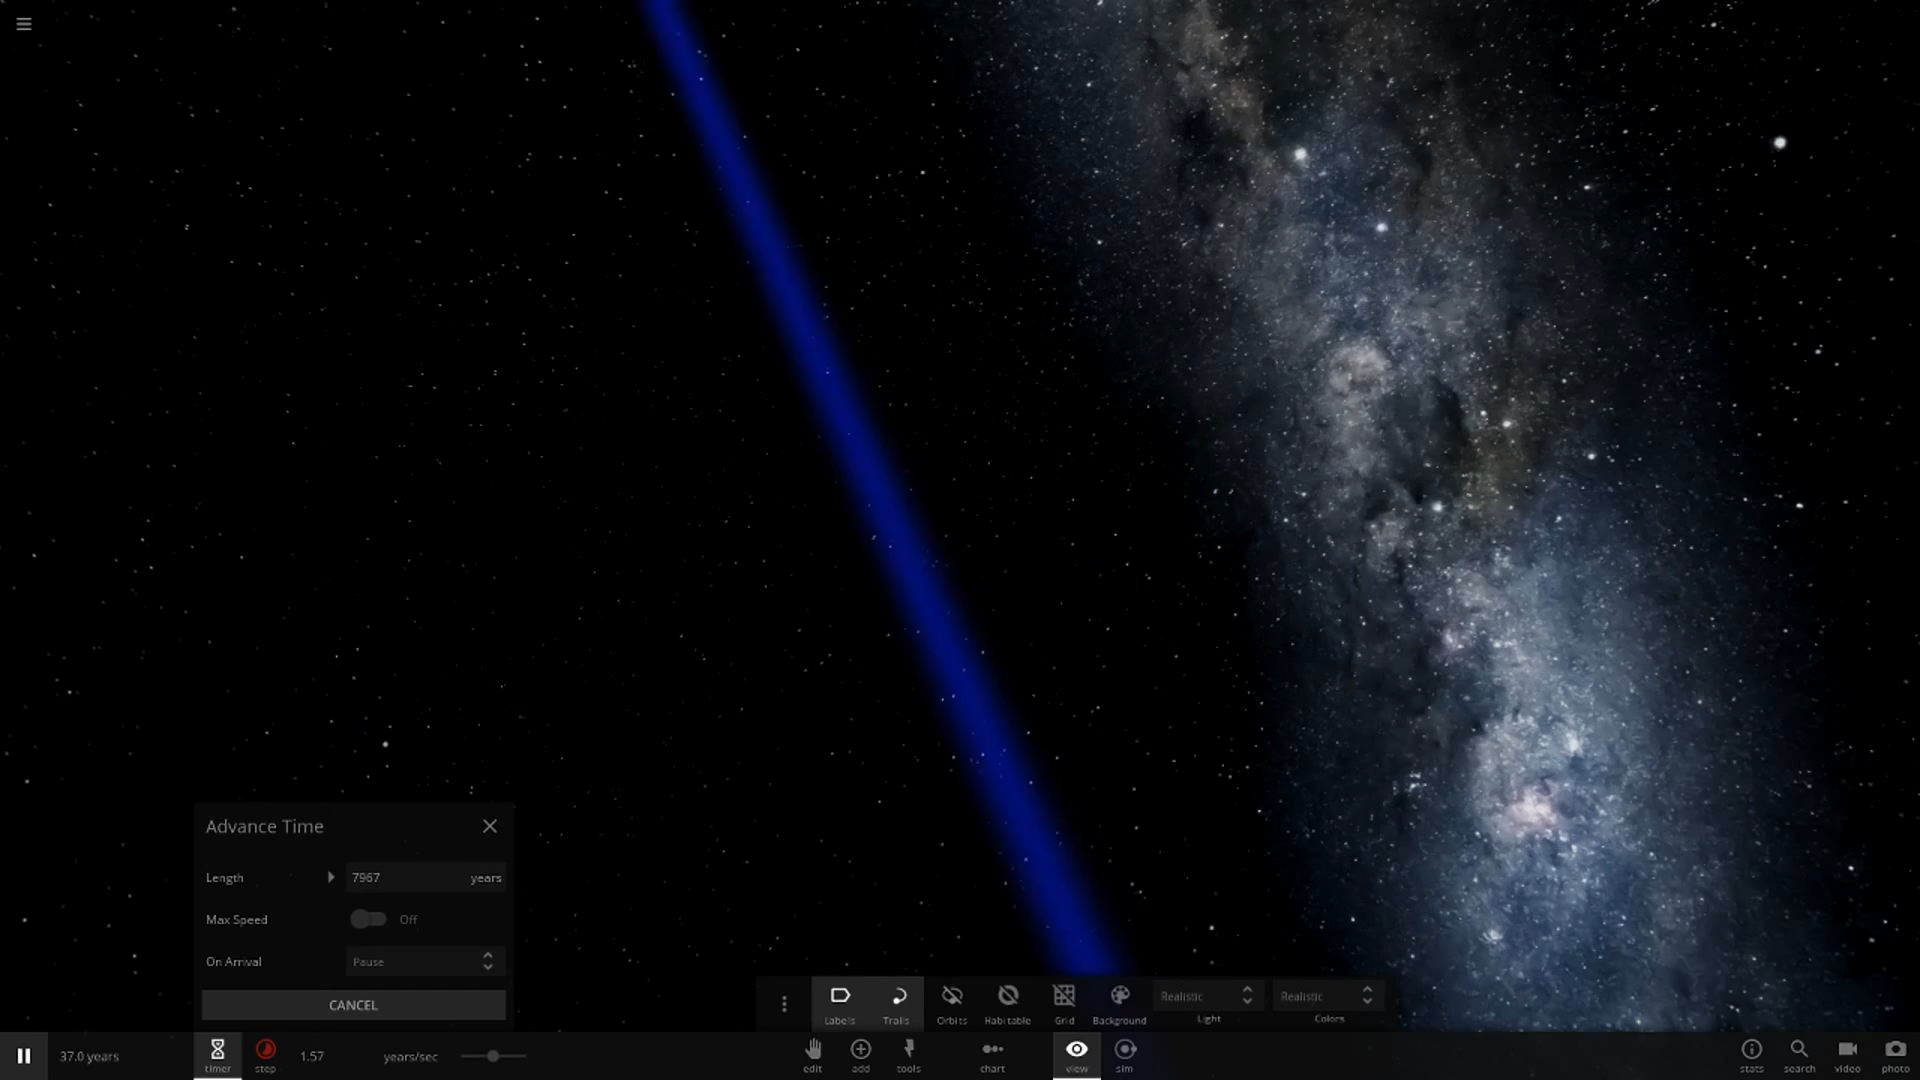 Advance Time
Length 7967 years
Max Speed Off
On Arrival Pause
CANCEL
Labels Trails Orbits Habitable Grid Background Realistic Light Realistic Colors
37.0 years timer step 1.57 years/sec edit add tools chart view sim stats search video photo